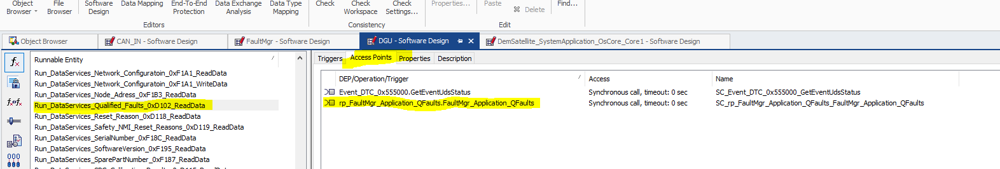 Object Browser
File Browser
Software Design
Data Mapping
End-To-End Protection
Data Exchange Analysis
Data Type Mapping
Editors
Check
Check Workspace
Check Settings...
Consistency
Properties...
Paste
Delete
Find...
Edit
Object Browser
CAN_IN - Software Design
FaultMgr - Software Design
DGU - Software Design
DemSatellite_SystemApplication_OsCore_Core1 - Software Design
Runnable Entity
Run_DataServices_Network_Configuratoin_0xF1A1_ReadData
Run_DataServices_Network_Configuratoin_0xF1A1_WriteData
Run_DataServices_Node_Adress_0xF1B3_ReadData
Run_DataServices_Qualified_Faults_0xD102_ReadData
Run_DataServices_Reset_Reason_0xD118_ReadData
Run_DataServices_Safety_NMI_Reset_Reasons_0xD119_ReadData
Run_DataServices_SerialNumber_0xF18C_ReadData
Run_DataServices_SoftwareVersion_0xF195_ReadData
Run_DataServices_SparePartNumber_0xF187_ReadData
Triggers
Access Points
Properties
Description
DEP/Operation/Trigger
Access
Name
Event_DTC_0x555000.GetEventUdsStatus
Synchronous call, timeout: 0 sec
SC_Event_DTC_0x555000_GetEventUdsStatus
rp_FaultMgr_Application_QFaults.FaultMgr_Application_QFaults
Synchronous call, timeout: 0 sec
SC_rp_FaultMgr_Application_QFaults_FaultMgr_Application_QFaults